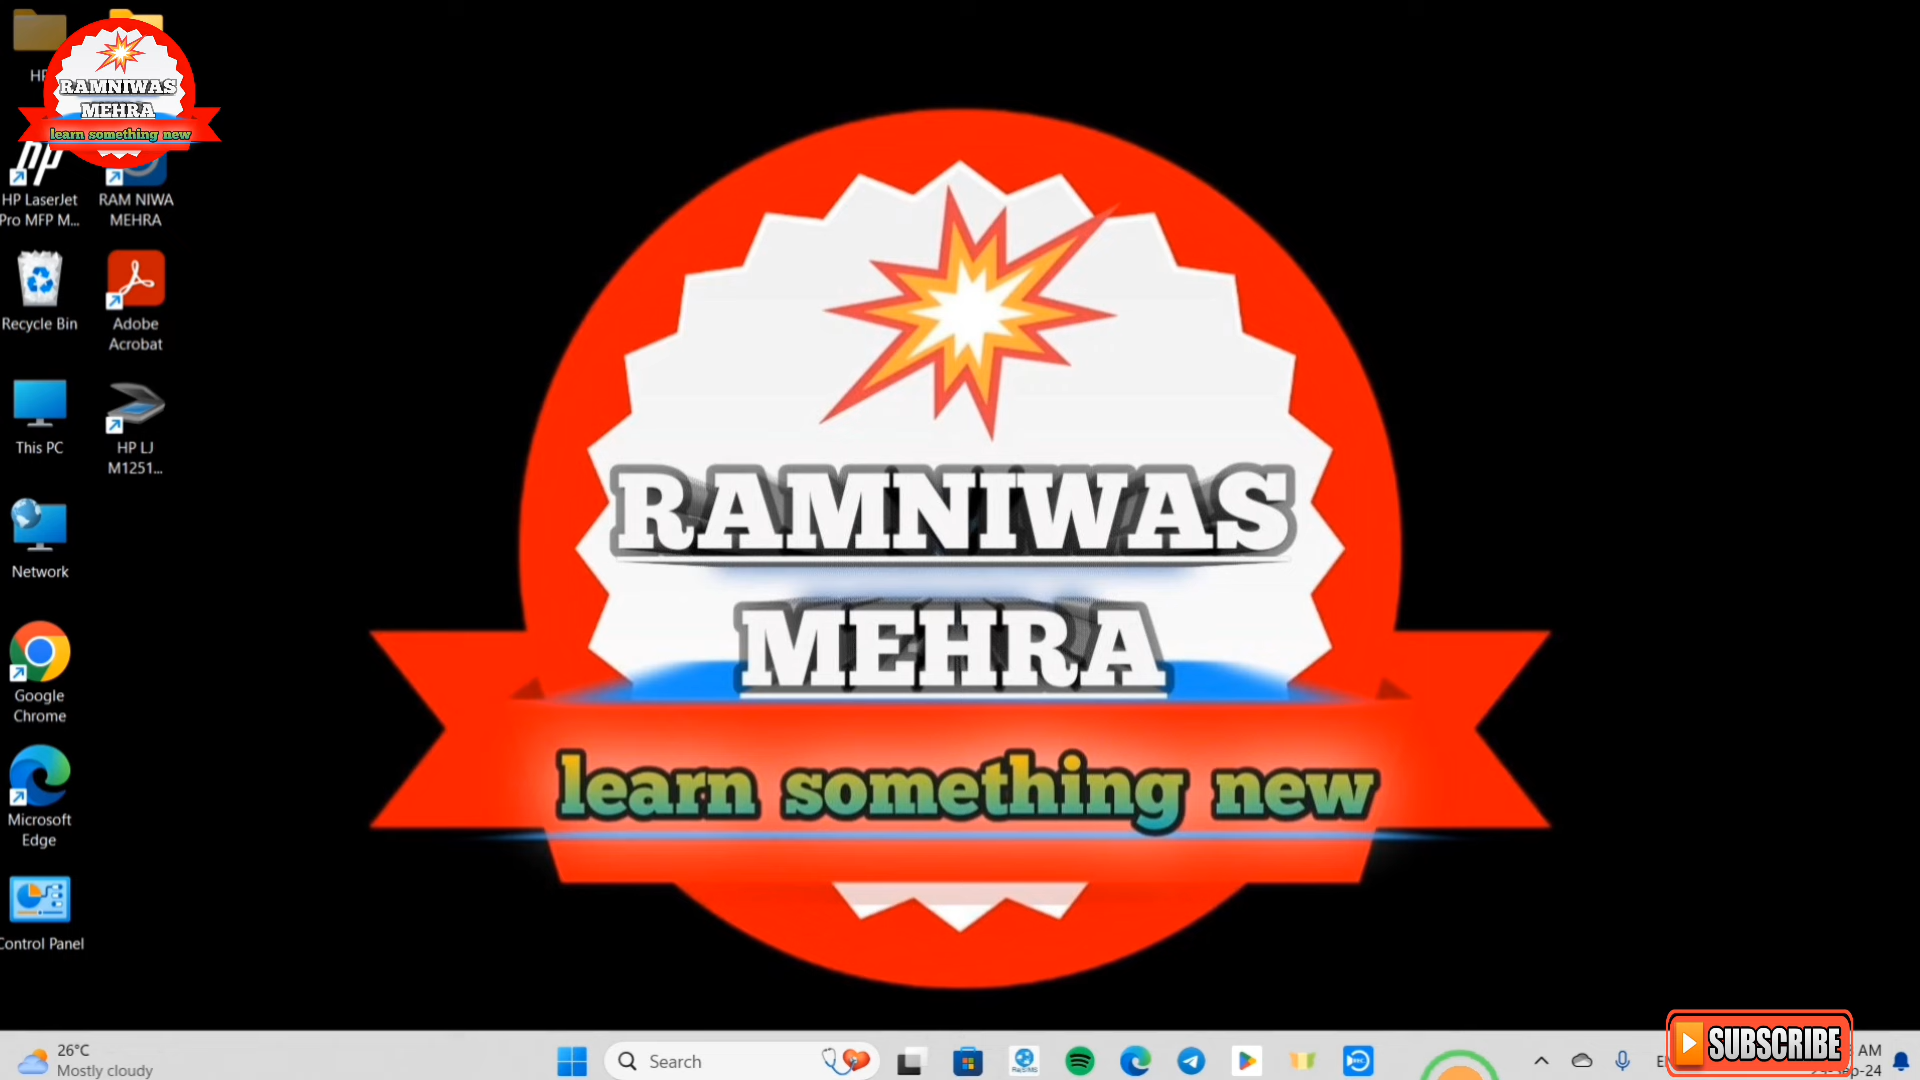 HP
RAMNIWAS
MEHRA
learn something new
HP LaserJet
Pro MFP M...
RAM NIWA
MEHRA
Recycle Bin
Adobe
Acrobat
This PC
HP LJ
M1251...
Network
Google
Chrome
Microsoft
Edge
Control Panel
RAMNIWAS
MEHRA
learn something new
26°C
Mostly cloudy
Search
SUBSCRIBE
AM